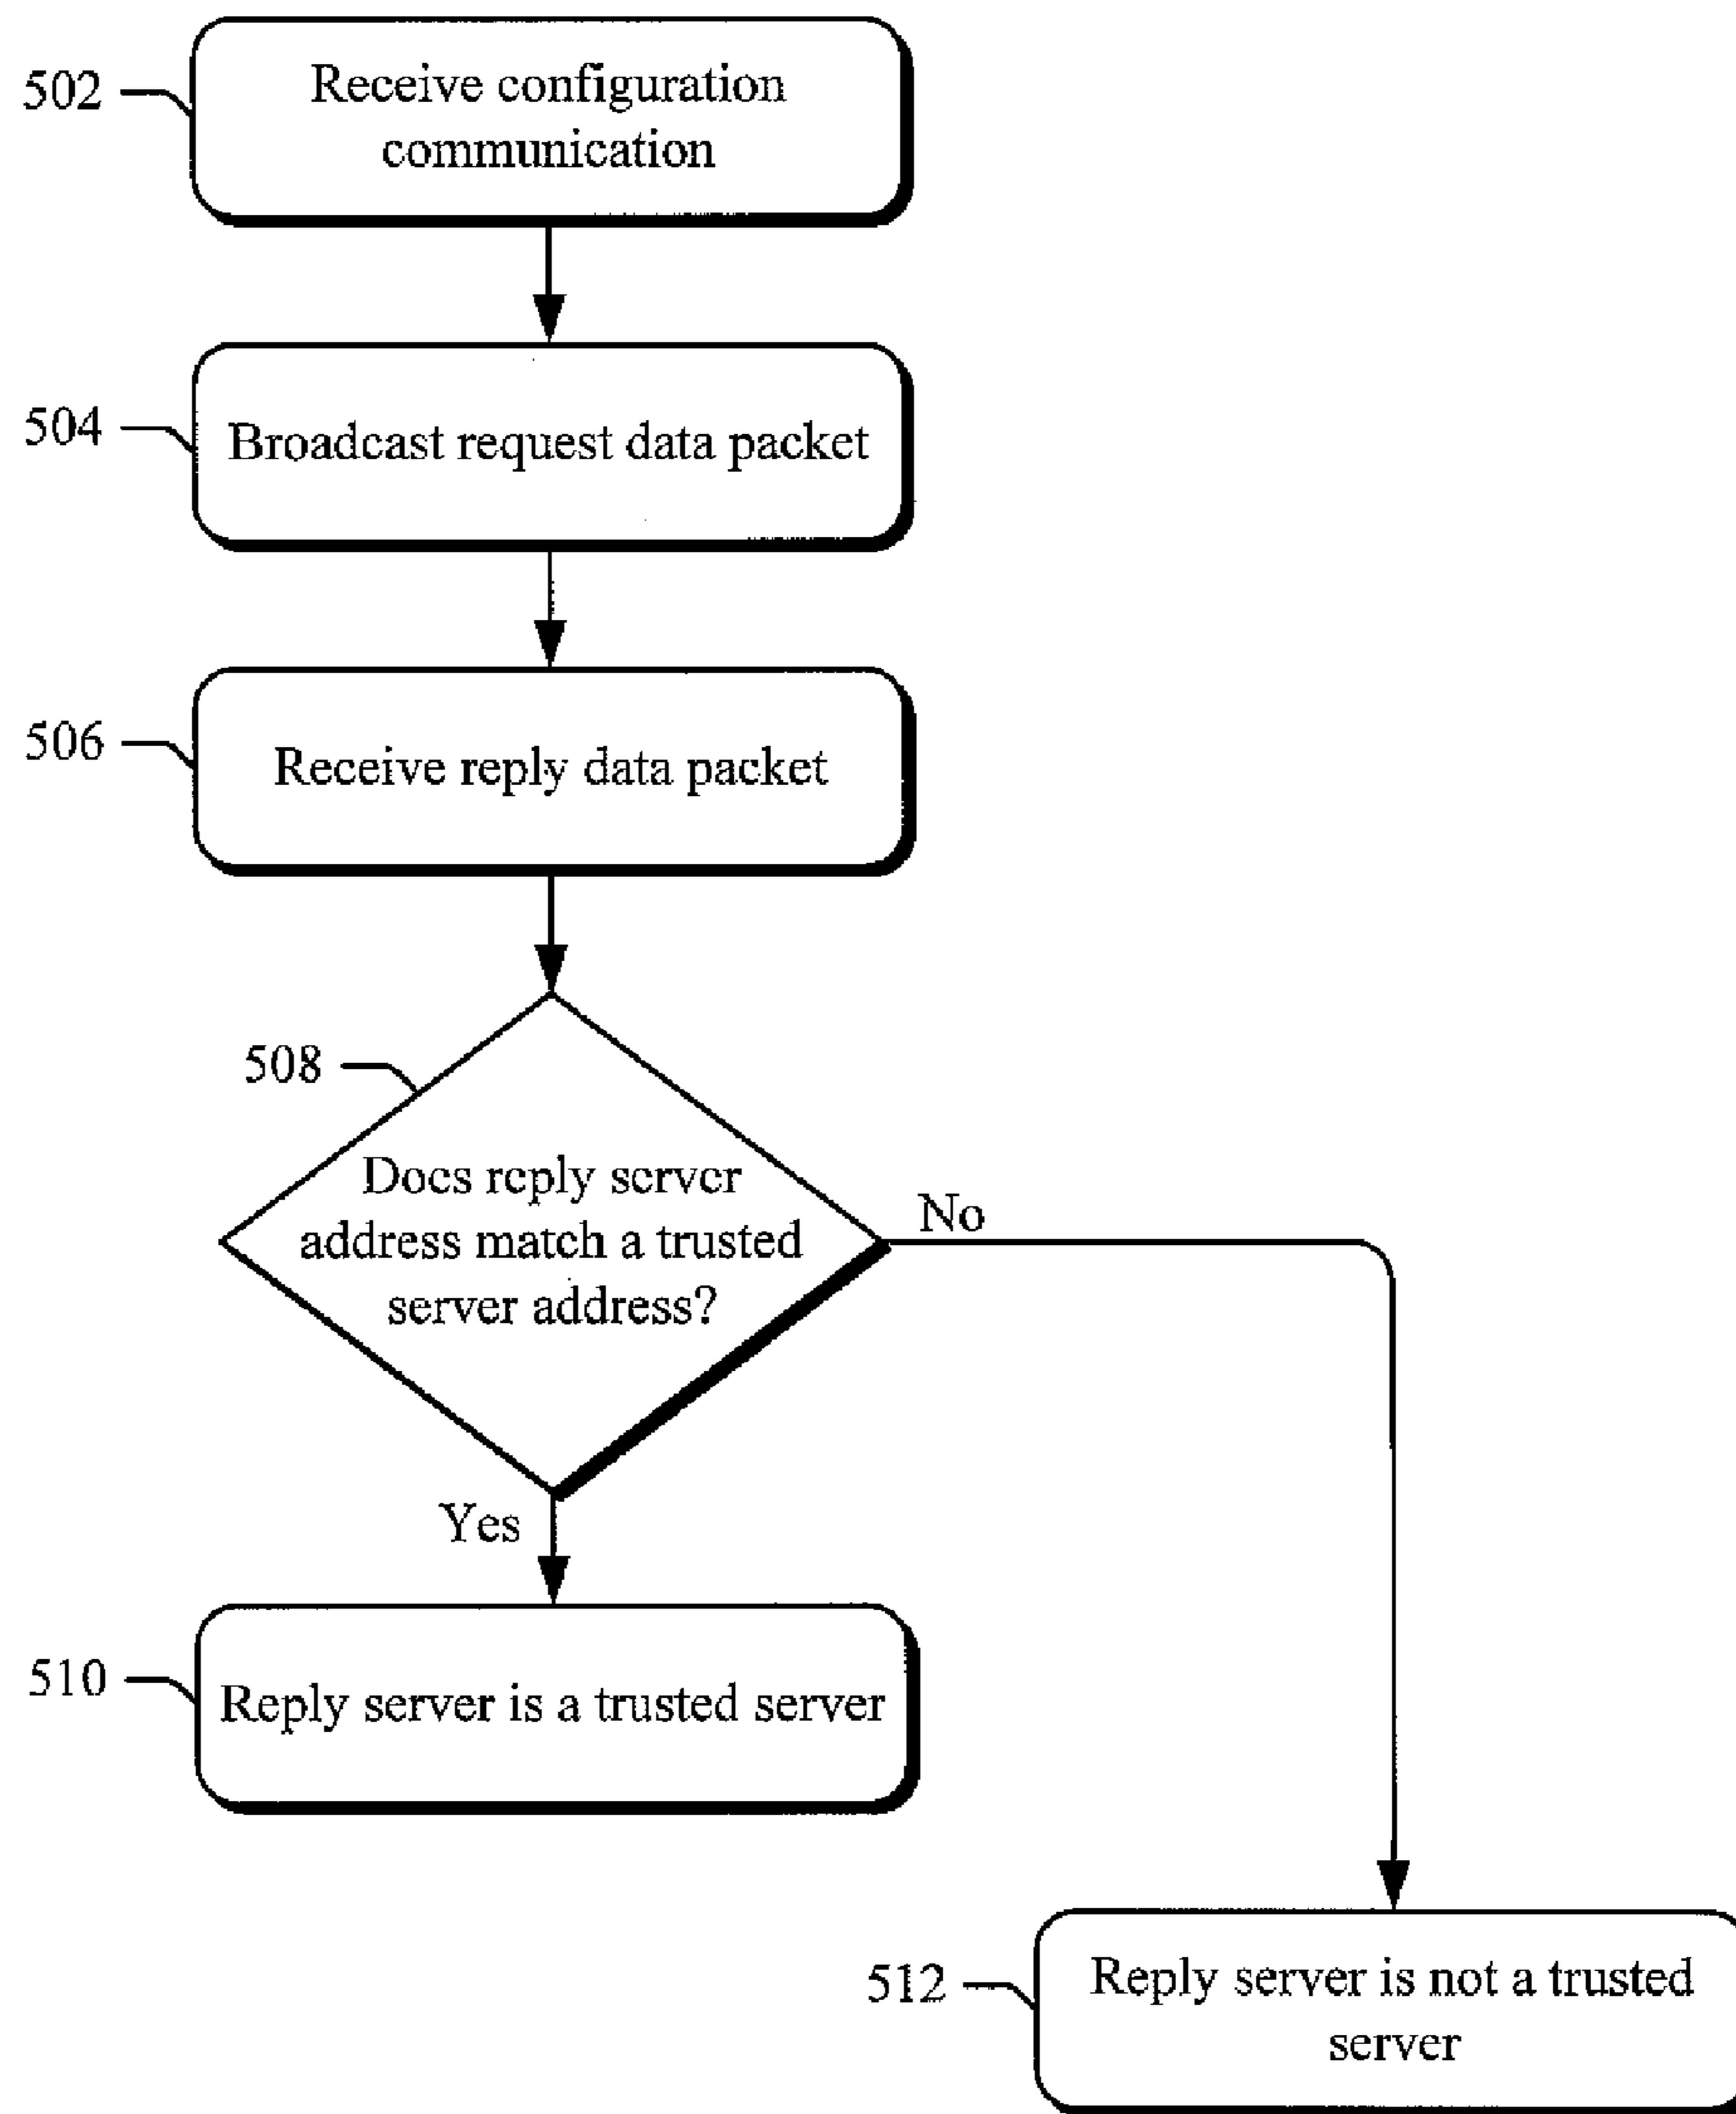 502
Receive configuration
communication
504
Broadcast request data packet
506
Receive reply data packet
508
Does reply server
address match a trusted
server address?
No
Yes
510
Reply server is a trusted server
512
Reply server is not a trusted
server